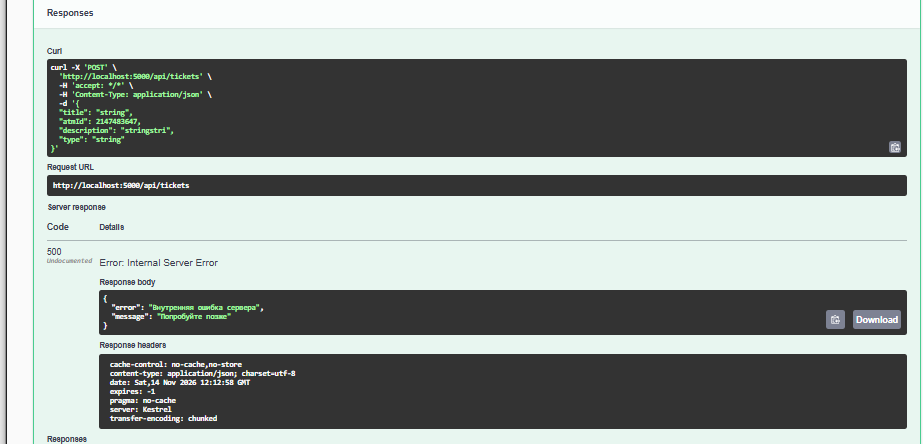 Responses
Curl
curl -X 'POST' \
'http://localhost:5000/api/tickets' \
-H 'accept: */*' \
-H 'Content-Type: application/json' \
-d '{
"title": "string",
"atmId": 2147483647,
"description": "stringstri",
"type": "string"
}'
Request URL
http://localhost:5000/api/tickets
Server response
Code Details
500
Undocumented
Error: Internal Server Error
Response body
{
"error": "Внутренняя ошибка сервера",
"message": "Попробуйте позже"
}
Download
Response headers
cache-control: no-cache,no-store
content-type: application/json; charset=utf-8
date: Sat,14 Nov 2026 12:12:58 GMT
expires: -1
pragma: no-cache
server: Kestrel
transfer-encoding: chunked
Responses